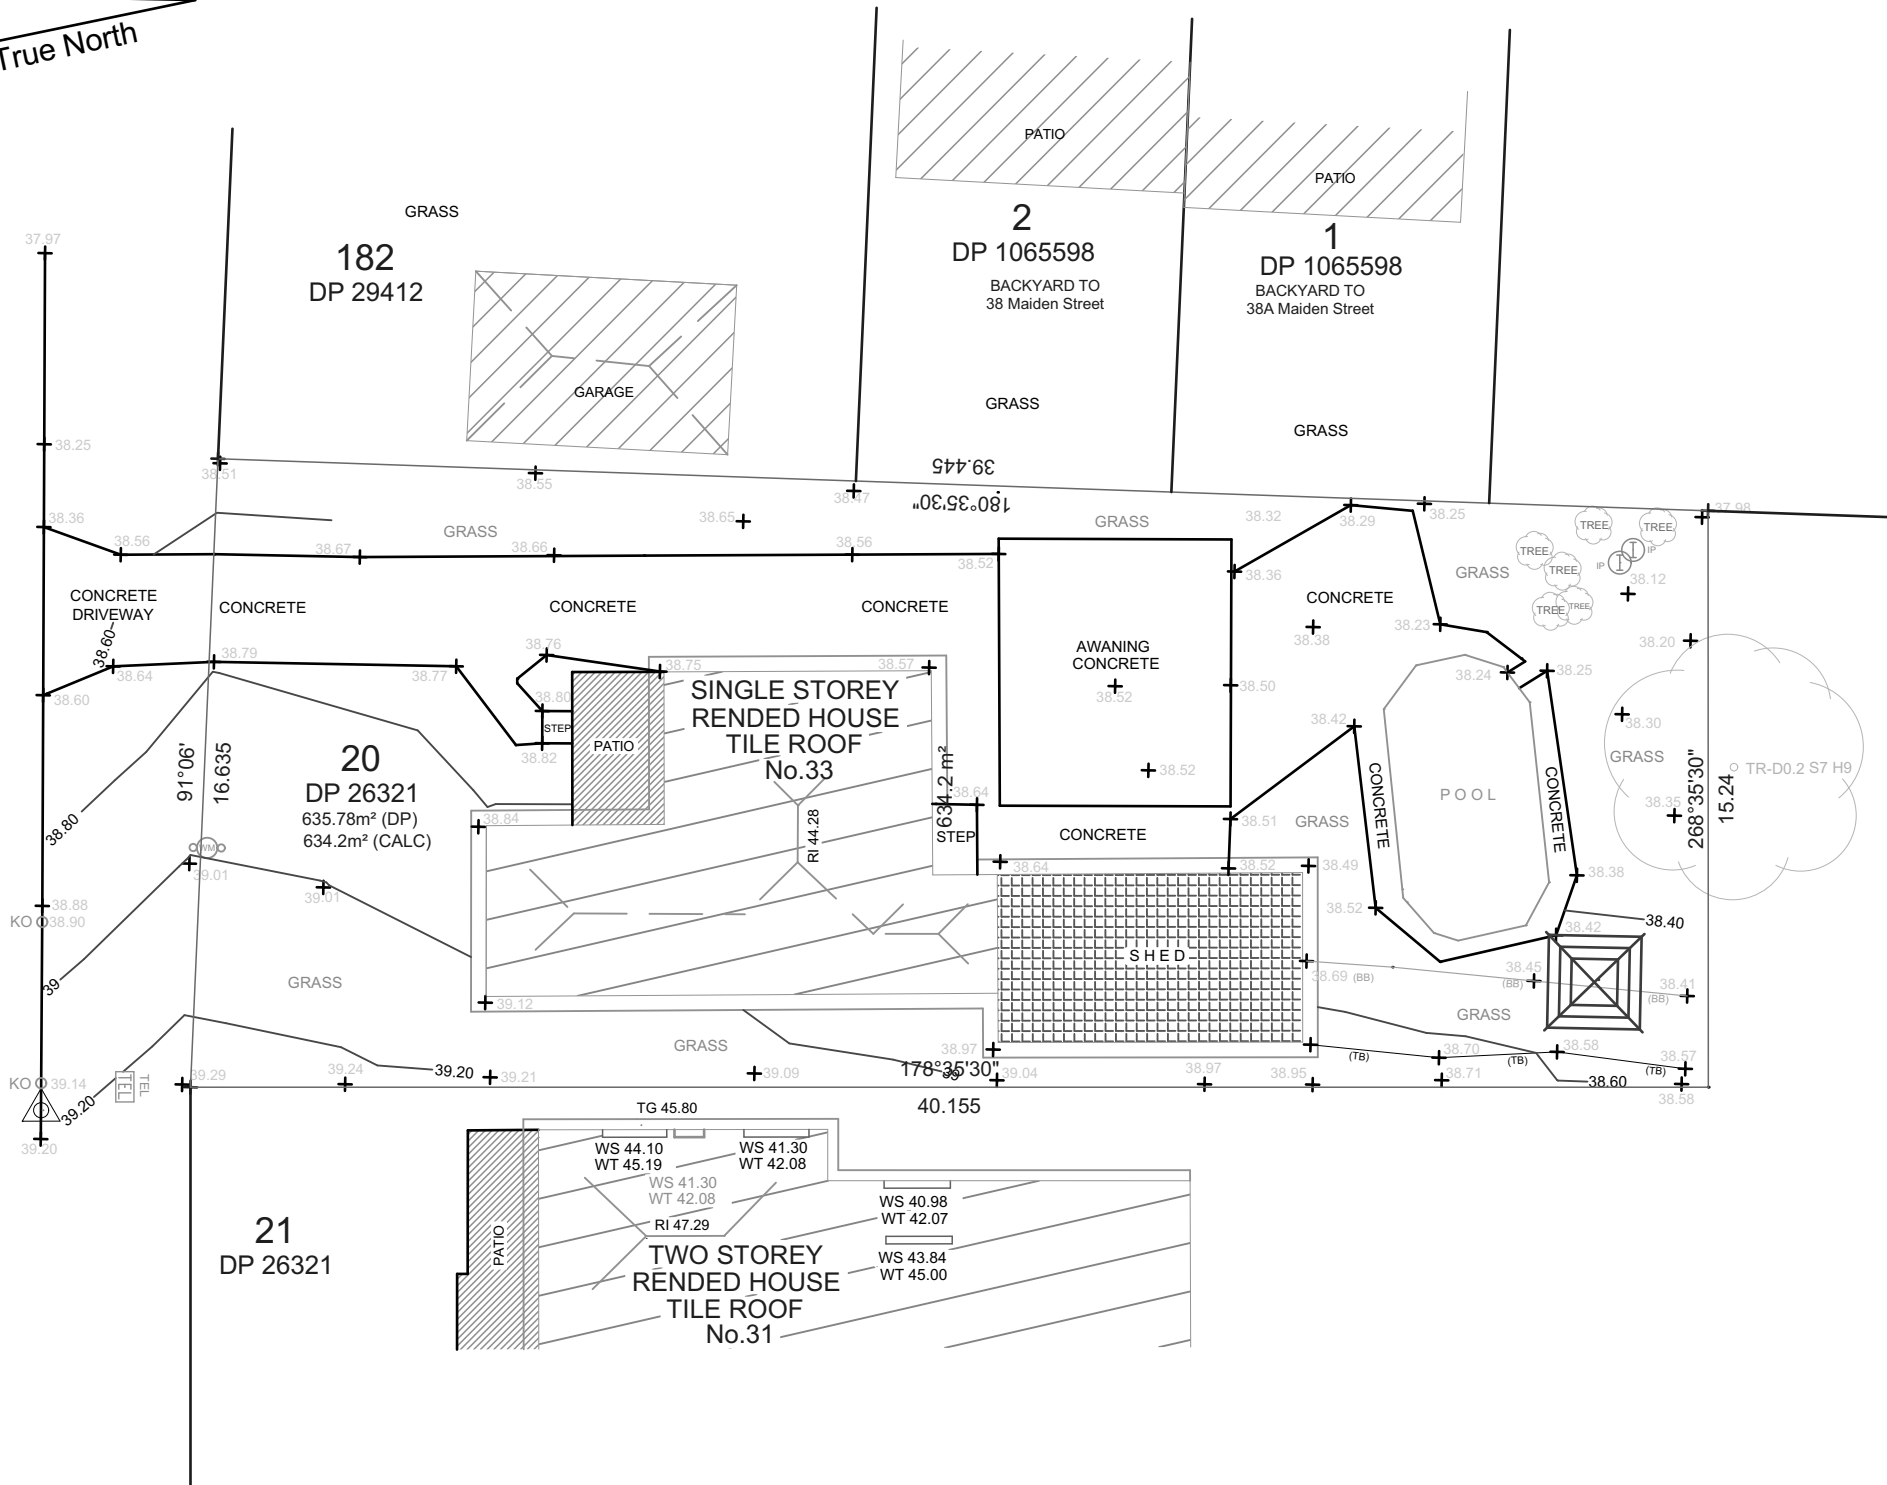 True North
37.97
GRASS
182
DP 29412
GARAGE
PATIO
2
DP 1065598
BACKYARD TO
38 Maiden Street
GRASS
PATIO
1
DP 1065598
BACKYARD TO
38A Maiden Street
GRASS
38.25
38.51
38.55
39.445
180°35'30"
38.47
38.65
38.36
38.56
GRASS
38.67
38.66
38.56
38.52
GRASS
38.32
38.29
38.25
37.98
TREE
TREE
TREE
TREE
TREE
TREE
IP
IP
38.12
GRASS
38.36
CONCRETE
DRIVEWAY
CONCRETE
CONCRETE
CONCRETE
CONCRETE
38.60
38.38
38.23
38.20
38.79
38.64
38.60
38.77
38.76
38.75
38.57
38.80
STEP
38.82
PATIO
SINGLE STOREY
RENDED HOUSE
TILE ROOF
No.33
AWANING
CONCRETE
38.52
38.52
38.50
38.42
38.24
38.25
38.30
GRASS
TR-D0.2 S7 H9
38.35
268°35'30"
15.24
91°06'
16.635
20
DP 26321
635.78m² (DP)
634.2m² (CALC)
38.80
WM
39.01
39.01
38.84
RI 44.28
634.2 m²
38.64
STEP
CONCRETE
38.64
38.52
38.51
GRASS
38.49
CONCRETE
POOL
CONCRETE
38.38
38.52
38.42
38.40
38.88
KO
38.90
39
GRASS
39.12
SHED
38.69
(BB)
38.45
(BB)
38.41
(BB)
GRASS
GRASS
38.97
178°35'30"
39
40.155
39.04
38.97
38.95
(TB)
38.70
38.71
(TB)
38.58
38.60
(TB)
38.57
38.58
KO
39.14
39.20
TEL
TEL
39.29
39.24
39.20
39.21
39.09
39.20
TG 45.80
WS 44.10
WT 45.19
WS 41.30
WT 42.08
WS 41.30
WT 42.08
RI 47.29
WS 40.98
WT 42.07
WS 43.84
WT 45.00
PATIO
TWO STOREY
RENDED HOUSE
TILE ROOF
No.31
21
DP 26321